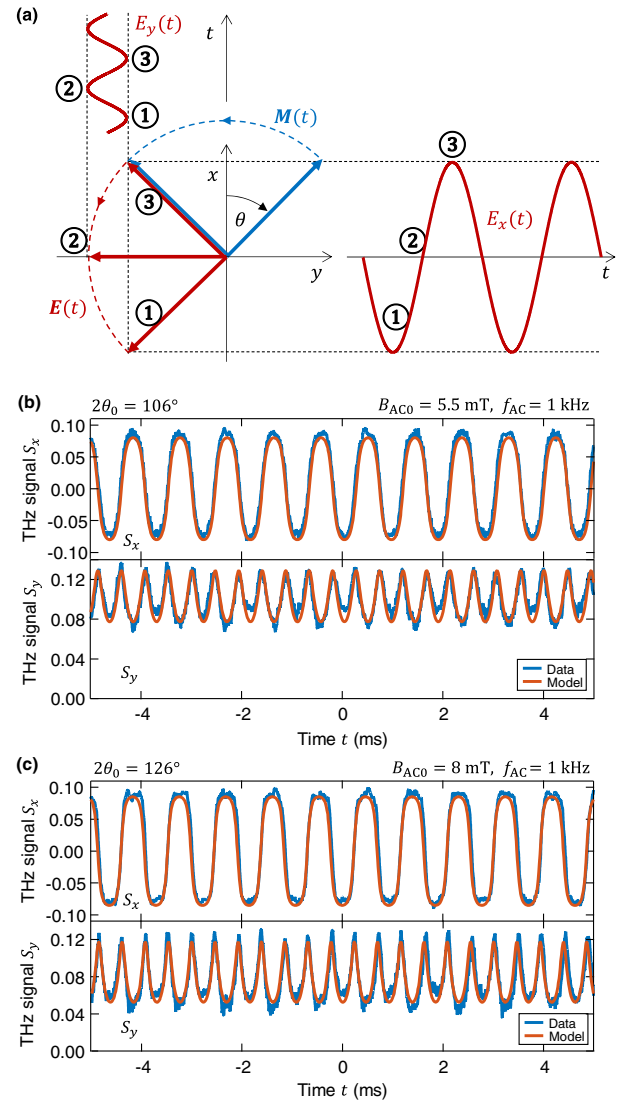 (a)
E_y(t)
t
③
②
①
M(t)
x
θ
③
②
①
E(t)
y
③
②
①
E_x(t)
t
(b)
2θ₀ = 106°
B_AC0 = 5.5 mT, f_AC = 1 kHz
THz signal S_x
0.10
0.05
0.00
-0.05
-0.10
S_x
THz signal S_y
0.12
0.08
0.04
0.00
S_y
Data
Model
-4
-2
0
2
4
Time t (ms)
(c)
2θ₀ = 126°
B_AC0 = 8 mT, f_AC = 1 kHz
THz signal S_x
0.10
0.05
0.00
-0.05
-0.10
S_x
THz signal S_y
0.12
0.08
0.04
0.00
S_y
Data
Model
-4
-2
0
2
4
Time t (ms)